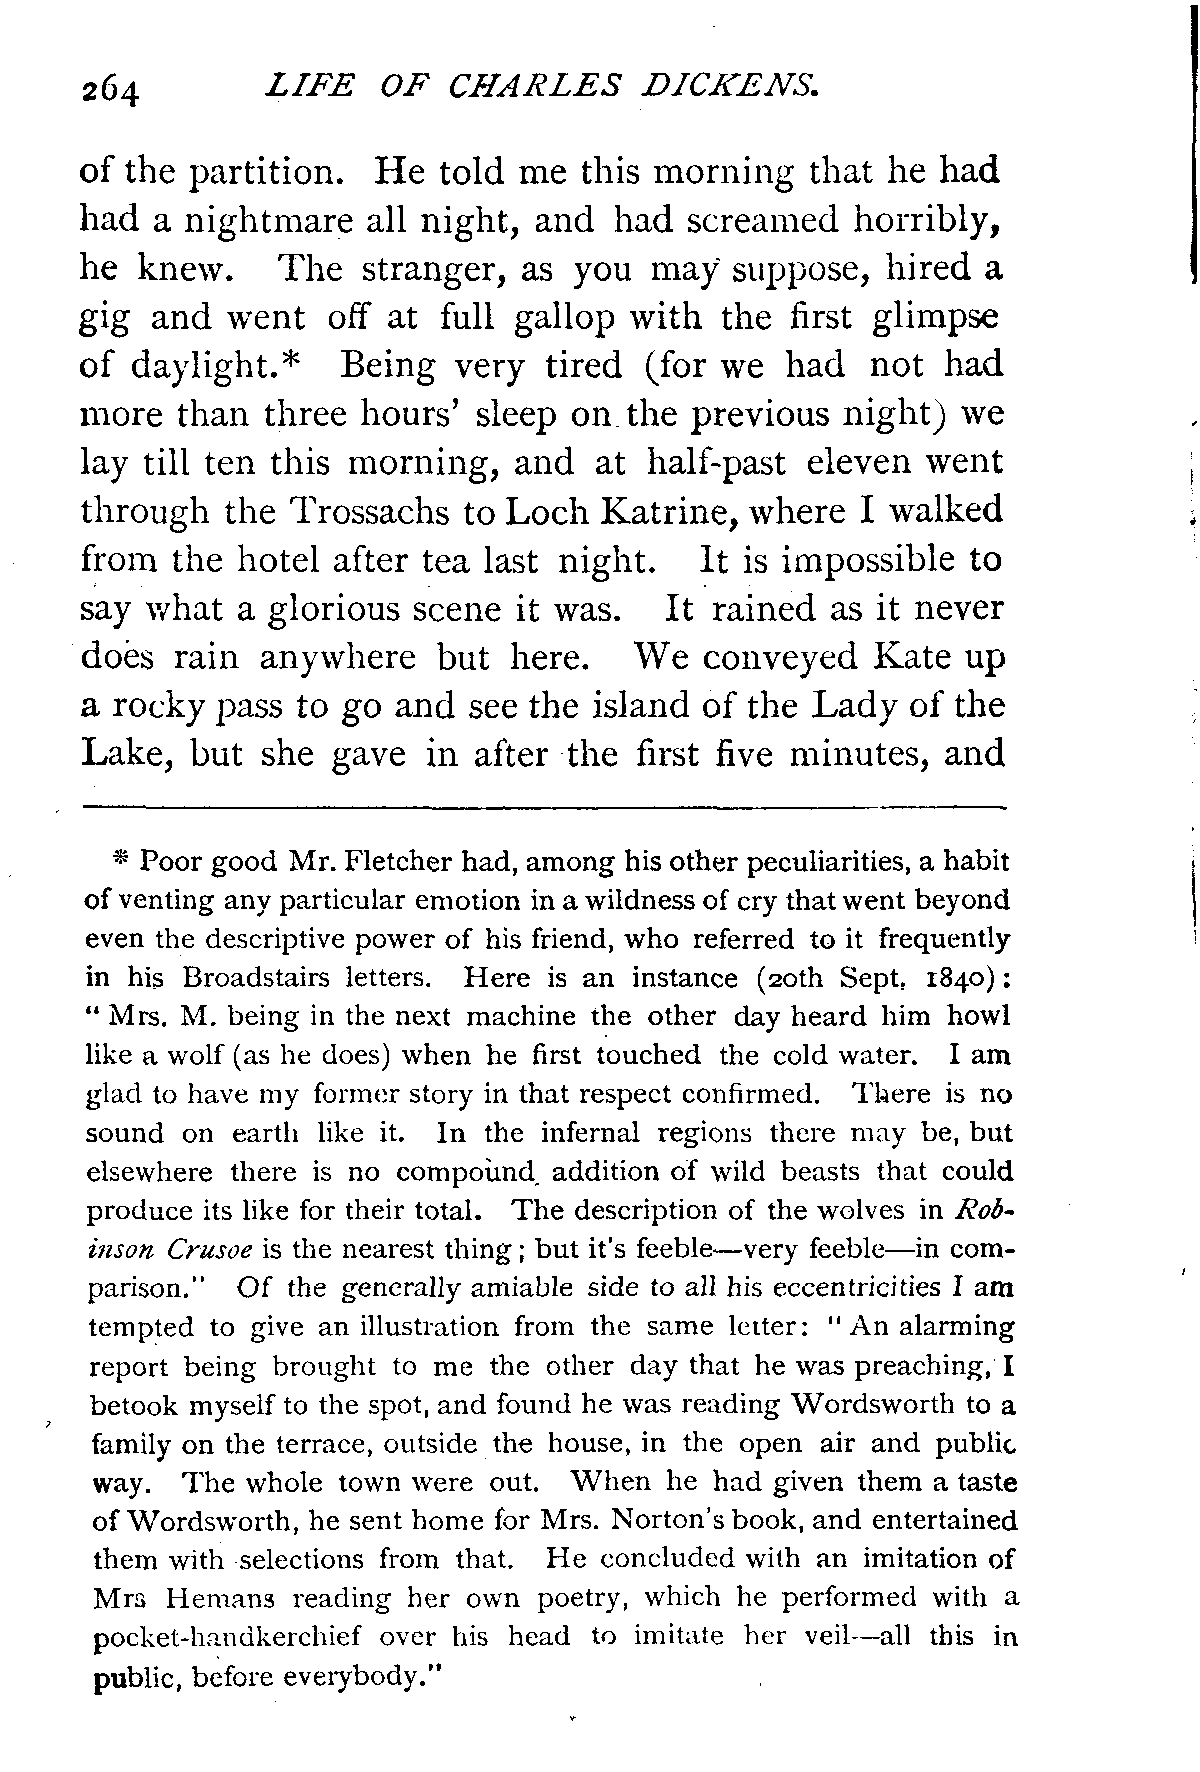 264 LIFE OF CHARLES DICKENS.
of the partition. He told me this morning that he had
had a nightmare all night, and had screamed horribly,
he knew. The stranger, as you may suppose, hired a
gig and went off at full gallop with the first glimpse
of daylight.* Being very tired (for we had not had
more than three hours' sleep on the previous night) we
lay till ten this morning, and at half-past eleven went
through the Trossachs to Loch Katrine, where I walked
from the hotel after tea last night. It is impossible to
say what a glorious scene it was. It rained as it never
does rain anywhere but here. We conveyed Kate up
a rocky pass to go and see the island of the Lady of the
Lake, but she gave in after the first five minutes, and
* Poor good Mr. Fletcher had, among his other peculiarities, a habit
of venting any particular emotion in a wildness of cry that went beyond
even the descriptive power of his friend, who referred to it frequently
in his Broadstairs letters. Here is an instance (20th Sept. 1840):
"Mrs. M. being in the next machine the other day heard him howl
like a wolf (as he does) when he first touched the cold water. I am
glad to have my former story in that respect confirmed. There is no
sound on earth like it. In the infernal regions there may be, but
elsewhere there is no compound addition of wild beasts that could
produce its like for their total. The description of the wolves in Rob-
inson Crusoe is the nearest thing; but it's feeble—very feeble—in com-
parison." Of the generally amiable side to all his eccentricities I am
tempted to give an illustration from the same letter: "An alarming
report being brought to me the other day that he was preaching, I
betook myself to the spot, and found he was reading Wordsworth to a
family on the terrace, outside the house, in the open air and public
way. The whole town were out. When he had given them a taste
of Wordsworth, he sent home for Mrs. Norton's book, and entertained
them with selections from that. He concluded with an imitation of
Mrs Hemans reading her own poetry, which he performed with a
pocket-handkerchief over his head to imitate her veil—all this in
public, before everybody."